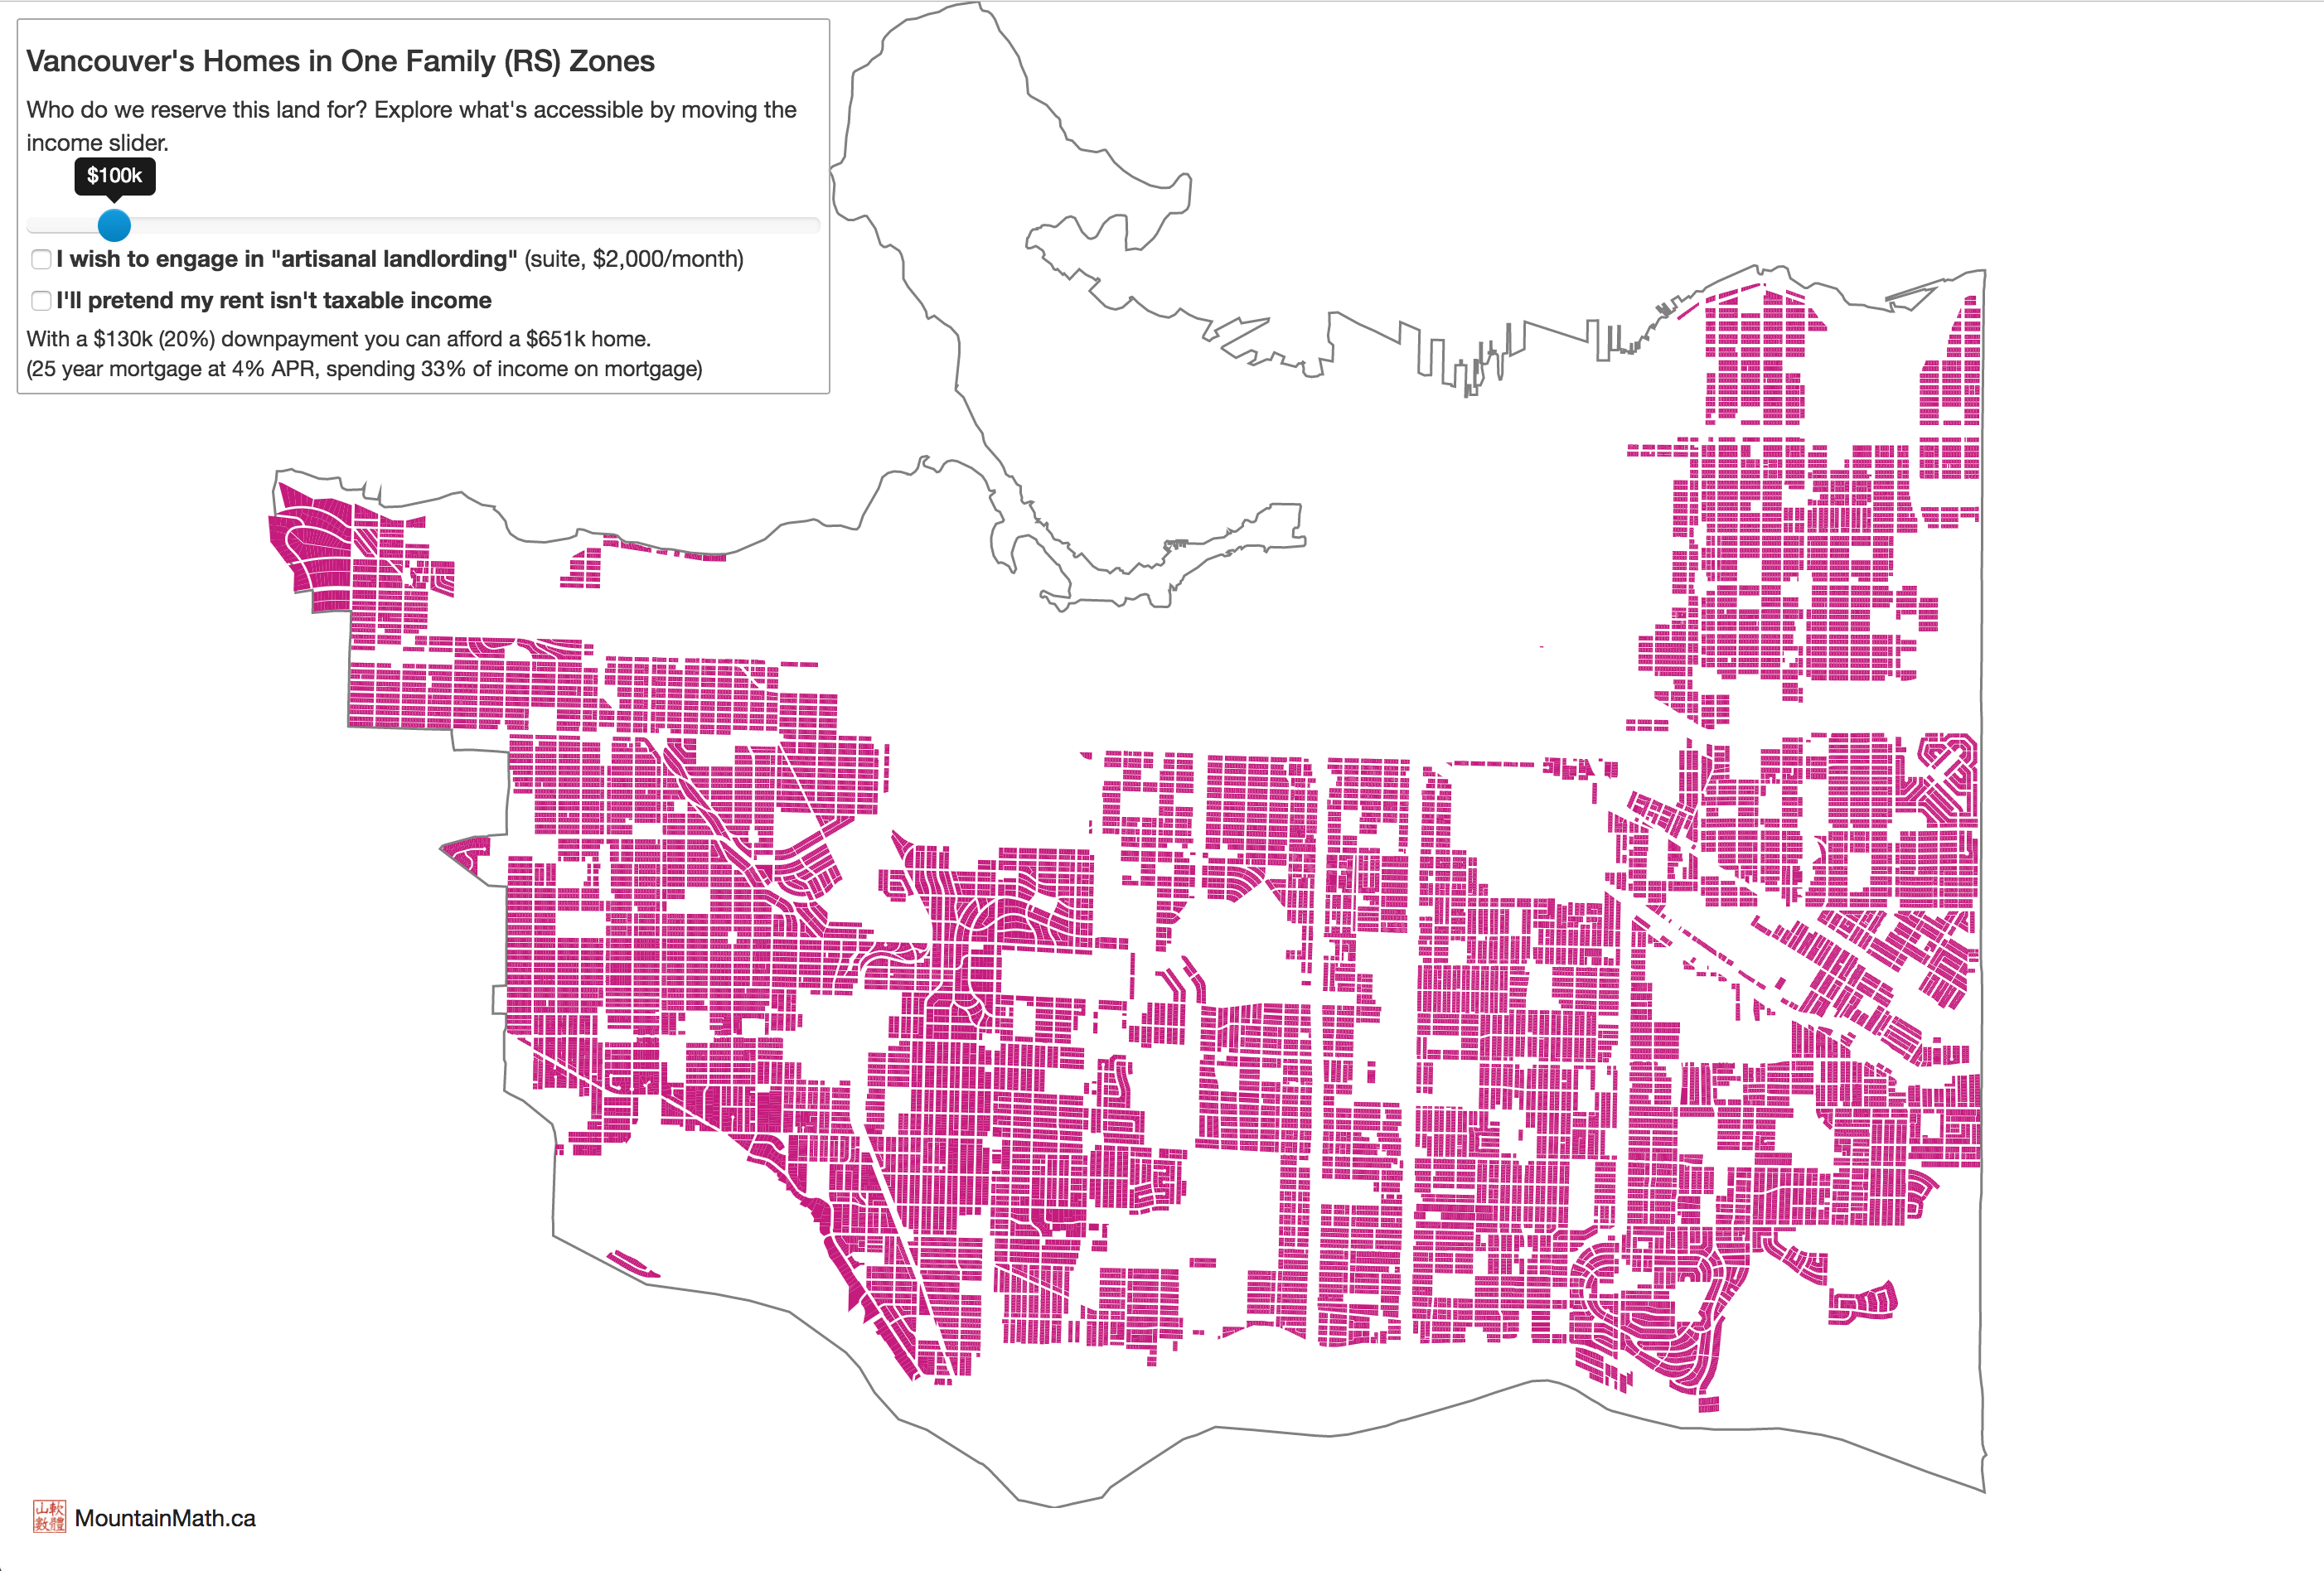 Vancouver's Homes in One Family (RS) Zones
Who do we reserve this land for? Explore what's accessible by moving the
income slider.
$100k
I wish to engage in "artisanal landlording" (suite, $2,000/month)
I'll pretend my rent isn't taxable income
With a $130k (20%) downpayment you can afford a $651k home.
(25 year mortgage at 4% APR, spending 33% of income on mortgage)
山軟
數體
MountainMath.ca